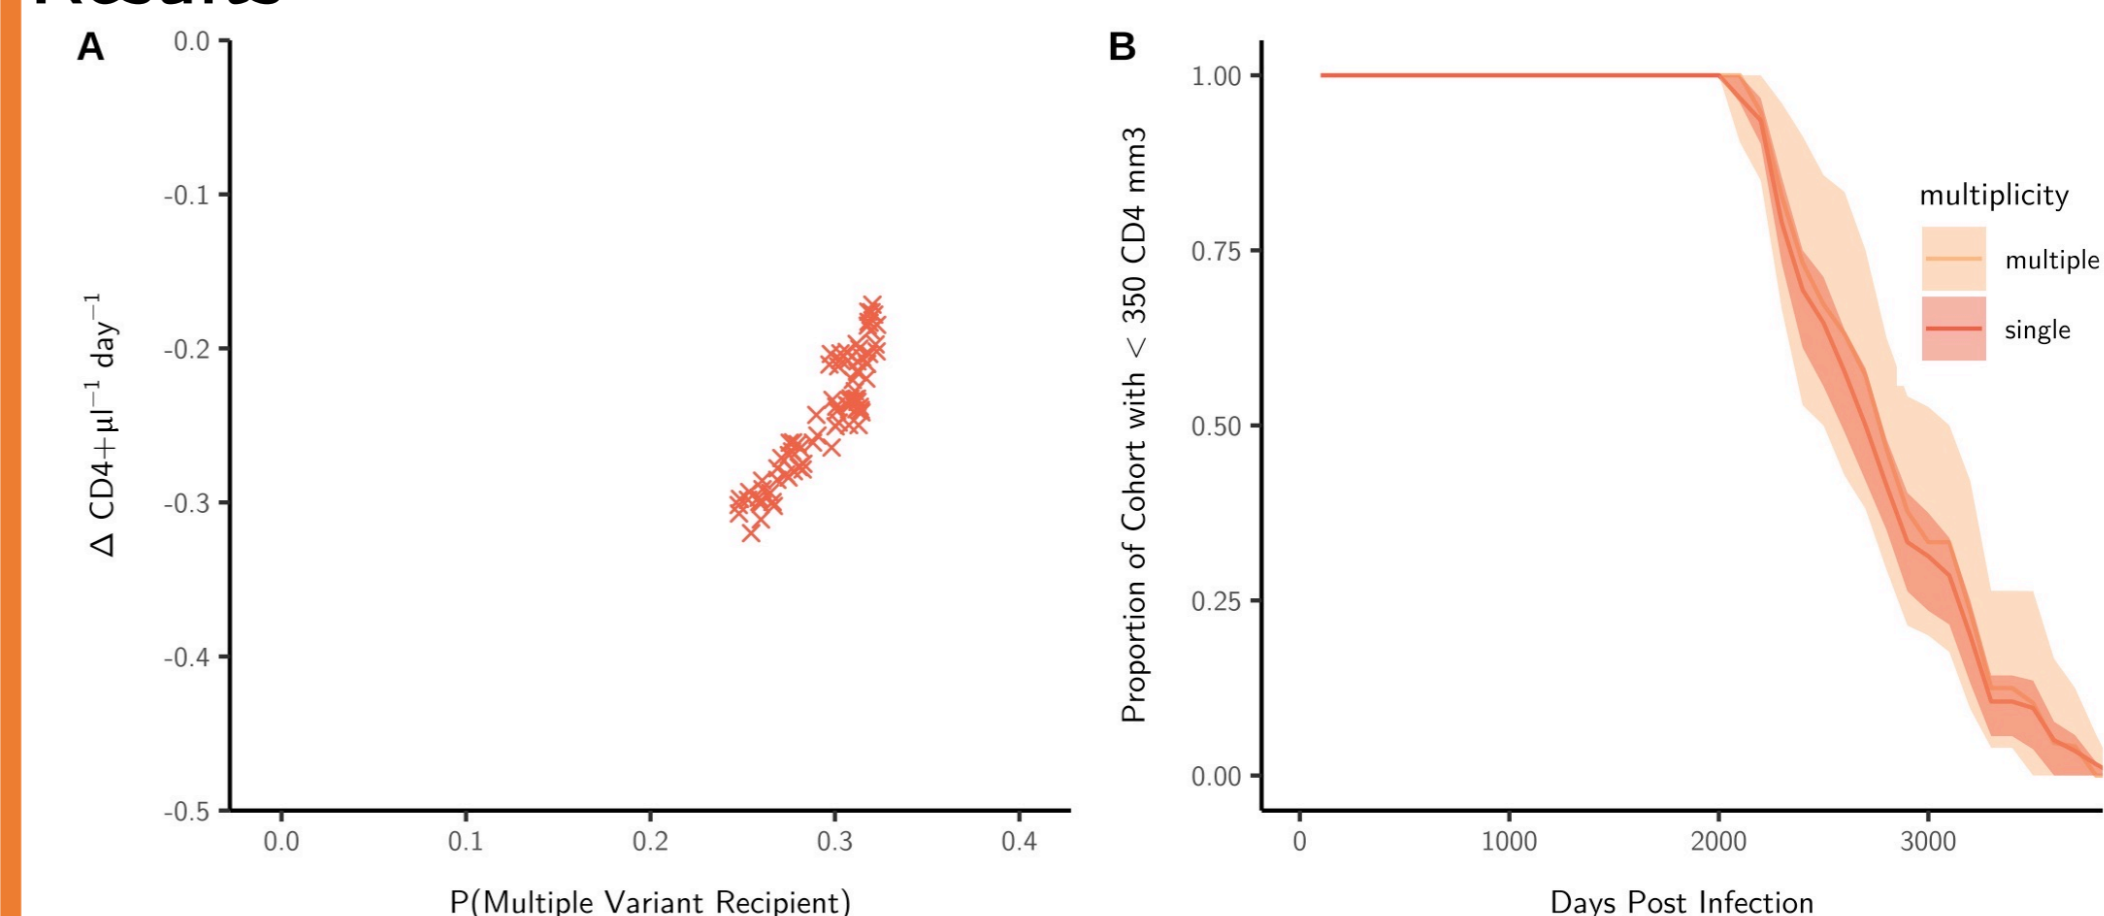 Results
A
0.0
-0.1
-0.2
-0.3
-0.4
-0.5
Δ CD4+μl⁻¹ day⁻¹
0.0 0.1 0.2 0.3 0.4
P(Multiple Variant Recipient)
B
1.00
0.75
0.50
0.25
0.00
Proportion of Cohort with < 350 CD4 mm3
multiplicity
multiple
single
0 1000 2000 3000
Days Post Infection